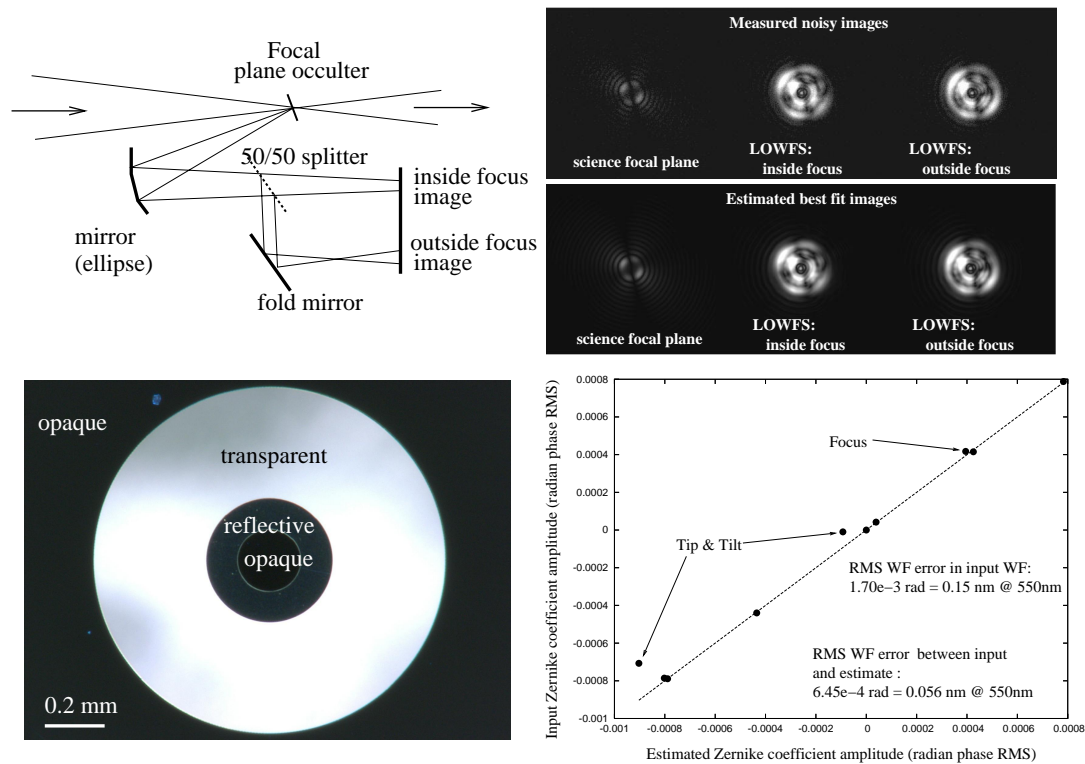 Focal
plane occulter
50/50 splitter
inside focus
image
mirror
(ellipse)
outside focus
image
fold mirror
Measured noisy images
science focal plane
LOWFS:
inside focus
LOWFS:
outside focus
Estimated best fit images
science focal plane
LOWFS:
inside focus
LOWFS:
outside focus
opaque
transparent
reflective
opaque
0.2 mm
Input Zernike coefficient amplitude (radian phase RMS)
0.0008
0.0006
0.0004
0.0002
0
-0.0002
-0.0004
-0.0006
-0.0008
-0.001
Focus
Tip & Tilt
RMS WF error in input WF:
1.70e−3 rad = 0.15 nm @ 550nm
RMS WF error between input
and estimate :
6.45e−4 rad = 0.056 nm @ 550nm
-0.001 -0.0008 -0.0006 -0.0004 -0.0002 0 0.0002 0.0004 0.0006 0.0008
Estimated Zernike coefficient amplitude (radian phase RMS)